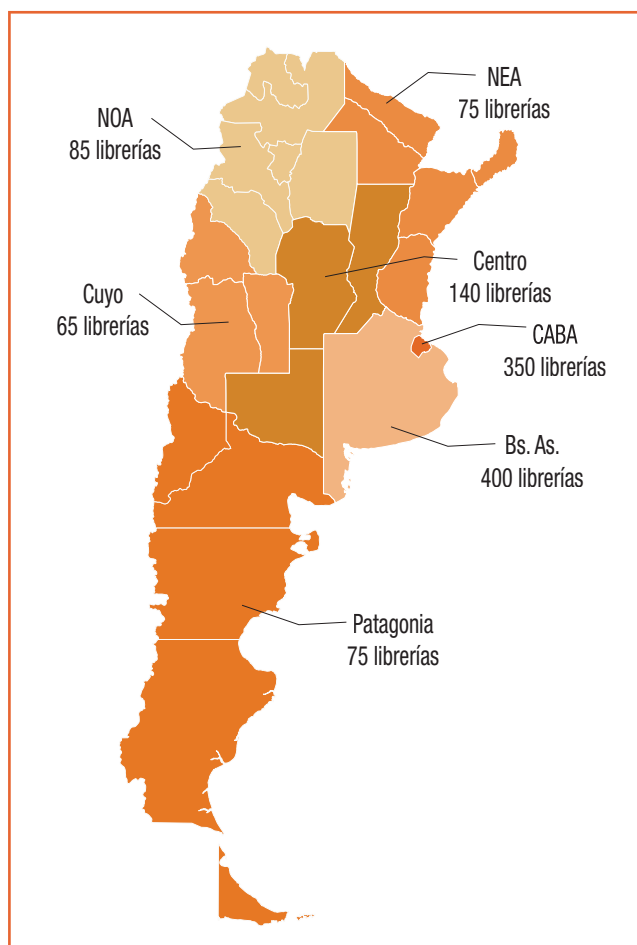 NEA
75 librerías
NOA
85 librerías
Centro
140 librerías
Cuyo
65 librerías
CABA
350 librerías
Bs. As.
400 librerías
Patagonia
75 librerías